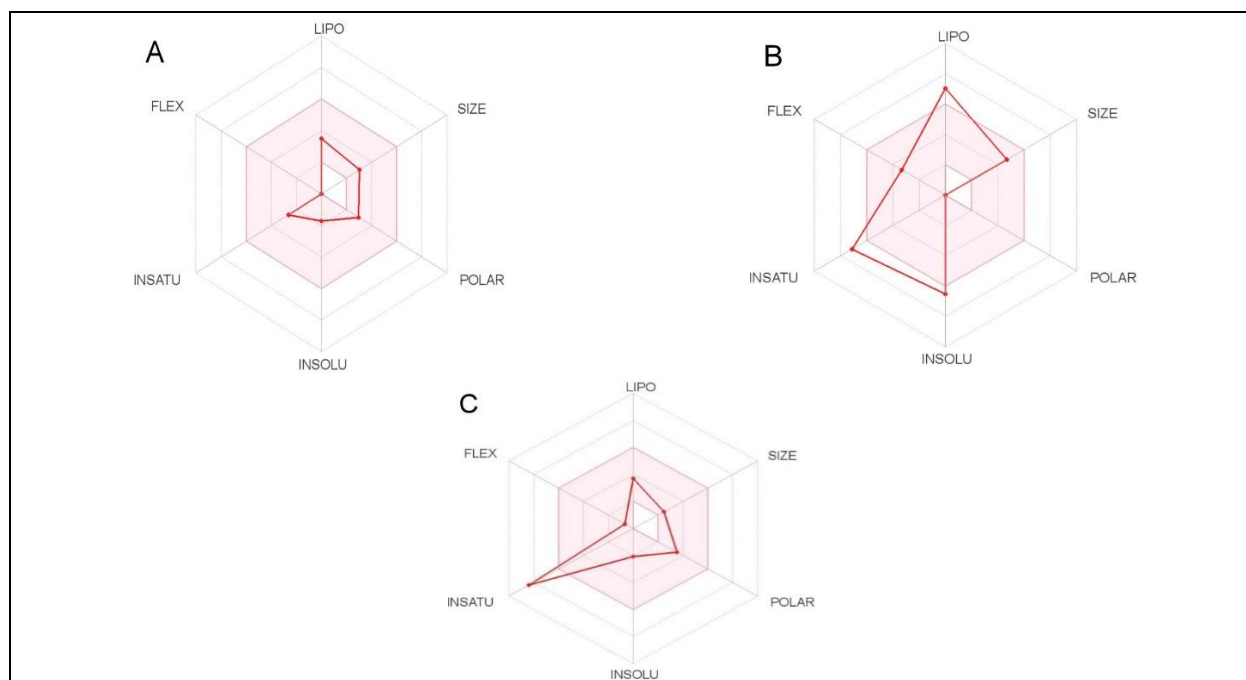 A
LIPO
FLEX
SIZE
INSATU
POLAR
INSOLU
B
LIPO
FLEX
SIZE
INSATU
POLAR
INSOLU
C
LIPO
FLEX
SIZE
INSATU
POLAR
INSOLU